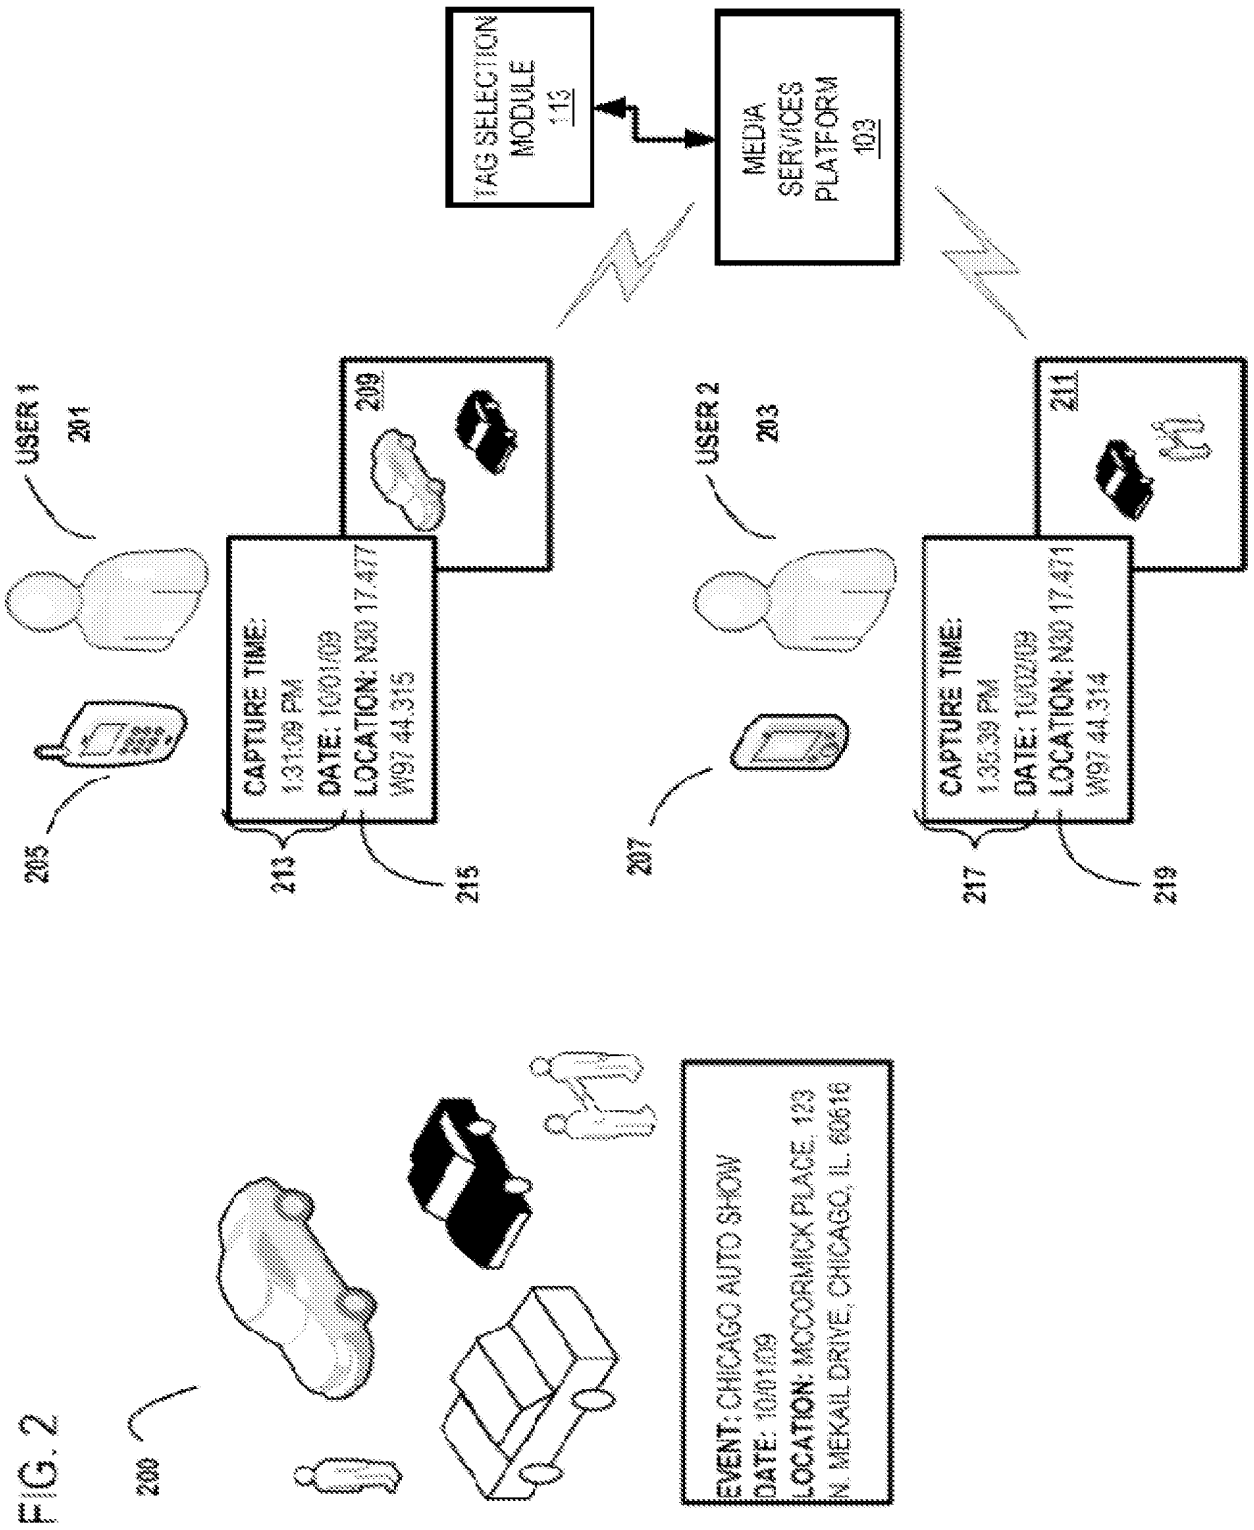 FIG. 2
200
EVENT: CHICAGO AUTO SHOW
DATE: 10/01/09
LOCATION: MCCORMICK PLACE, 123
N. MEKAIL DRIVE, CHICAGO, IL. 60616
205
USER 1
201
CAPTURE TIME:
1:31:09 PM
DATE: 10/01/09
LOCATION: N30 17.477
W97 44.315
213
215
209
207
USER 2
203
CAPTURE TIME:
1:35:39 PM
DATE: 10/02/09
LOCATION: N30 17.471
W97 44.314
217
219
211
TAG SELECTION
MODULE
113
MEDIA
SERVICES
PLATFORM
103